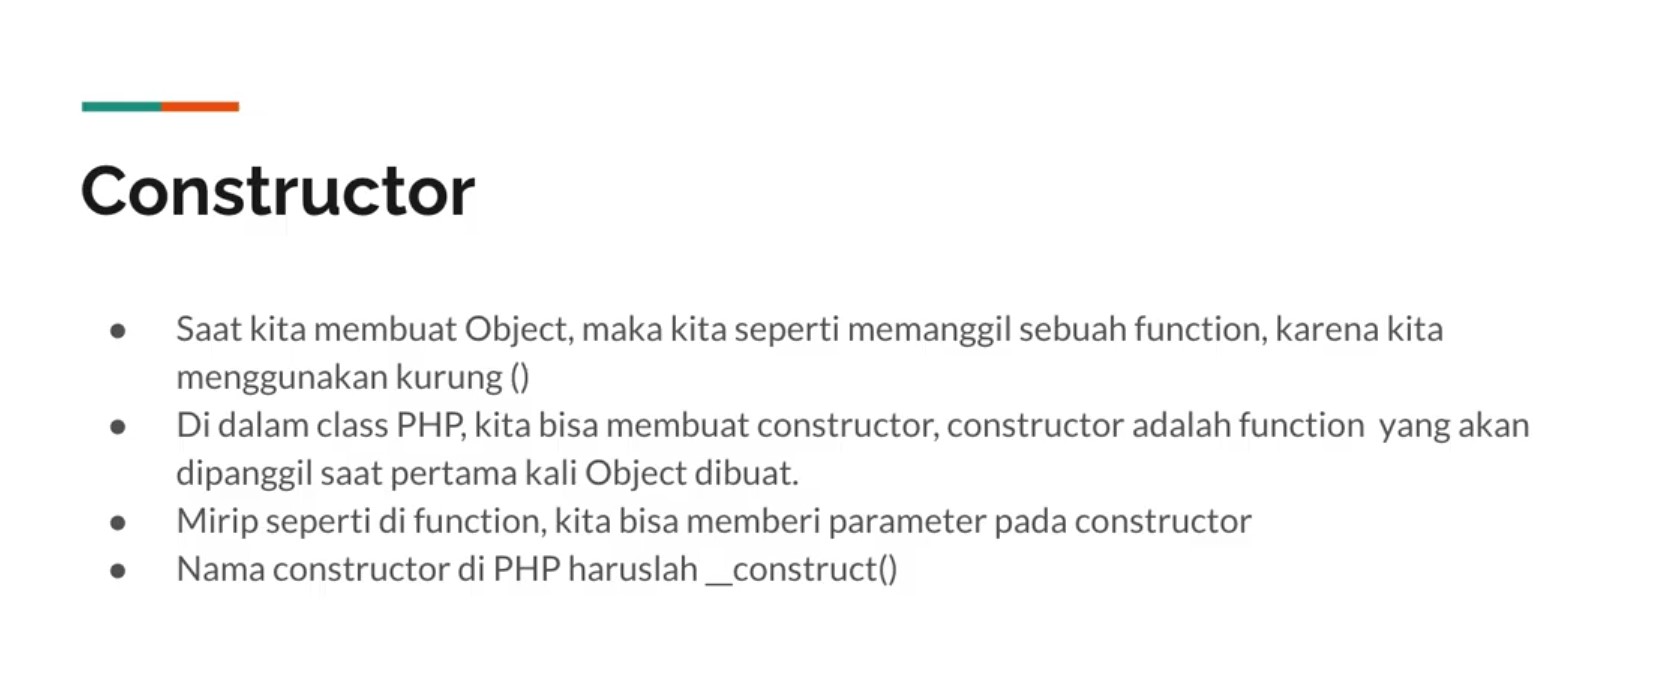 Constructor
● Saat kita membuat Object, maka kita seperti memanggil sebuah function, karena kita
menggunakan kurung ()
● Di dalam class PHP, kita bisa membuat constructor, constructor adalah function  yang akan
dipanggil saat pertama kali Object dibuat.
● Mirip seperti di function, kita bisa memberi parameter pada constructor
● Nama constructor di PHP haruslah __construct()